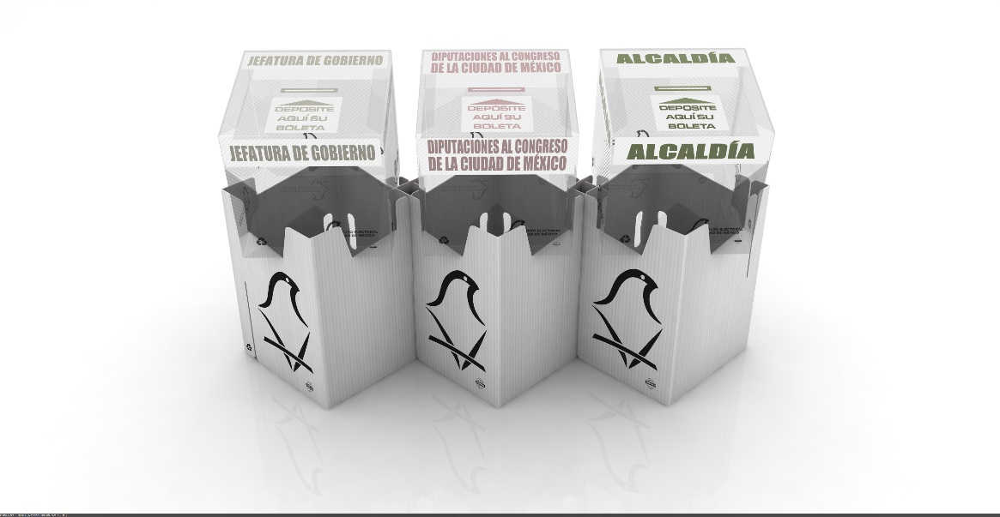 JEFATURA DE GOBIERNO
DEPOSITE
AQUÍ SU
BOLETA
JEFATURA DE GOBIERNO
DIPUTACIONES AL CONGRESO
DE LA CIUDAD DE MÉXICO
DEPOSITE
AQUÍ SU
BOLETA
DIPUTACIONES AL CONGRESO
DE LA CIUDAD DE MÉXICO
ALCALDÍA
DEPOSITE
AQUÍ SU
BOLETA
ALCALDÍA